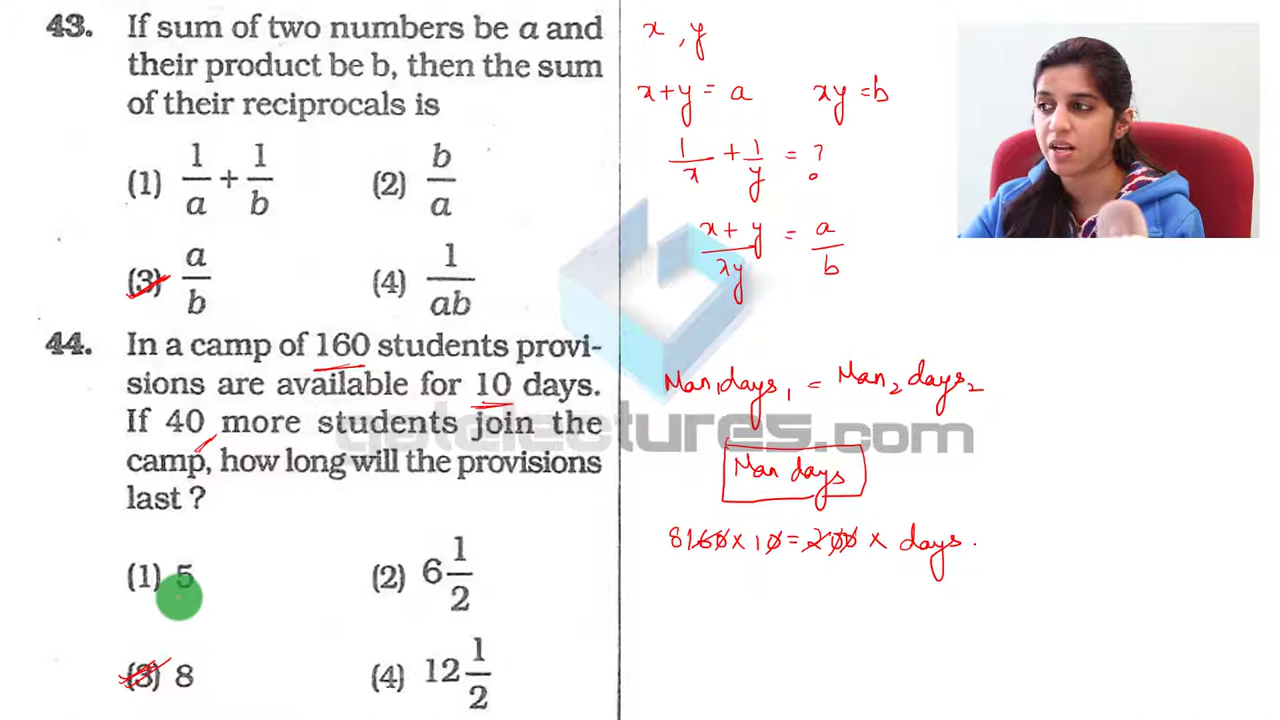 43. If sum of two numbers be a and
their product be b, then the sum
of their reciprocals is
(1) 1/a + 1/b (2) b/a
(3) a/b (4) 1/ab
44. In a camp of 160 students provi-
sions are available for 10 days.
If 40 more students join the
camp, how long will the provisions
last ?
(1) 5 (2) 6 1/2
(3) 8 (4) 12 1/2
x , y
x+y = a xy = b
1/x + 1/y = ?
x+y/xy = a/b
Man₁ days₁ = Man₂ days₂
Man days
8 160 x 10 = 200 x days.
lectures.com